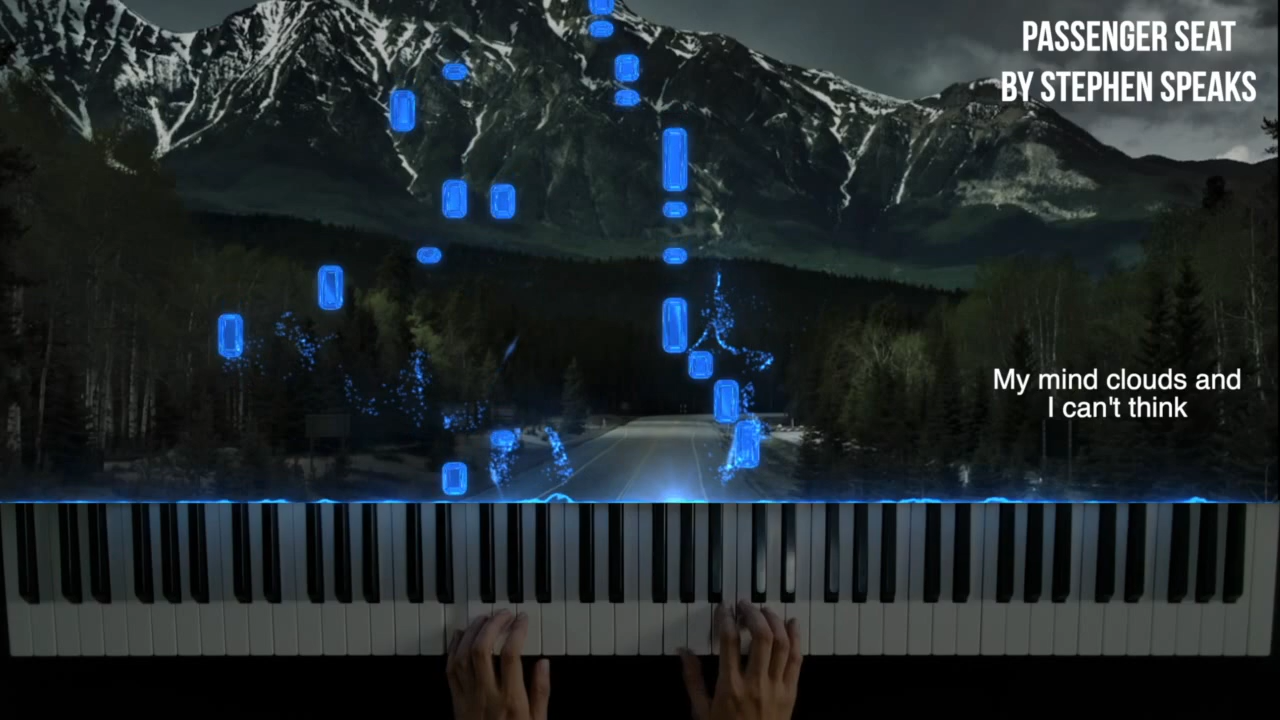 PASSENGER SEAT
BY STEPHEN SPEAKS
My mind clouds and
I can't think